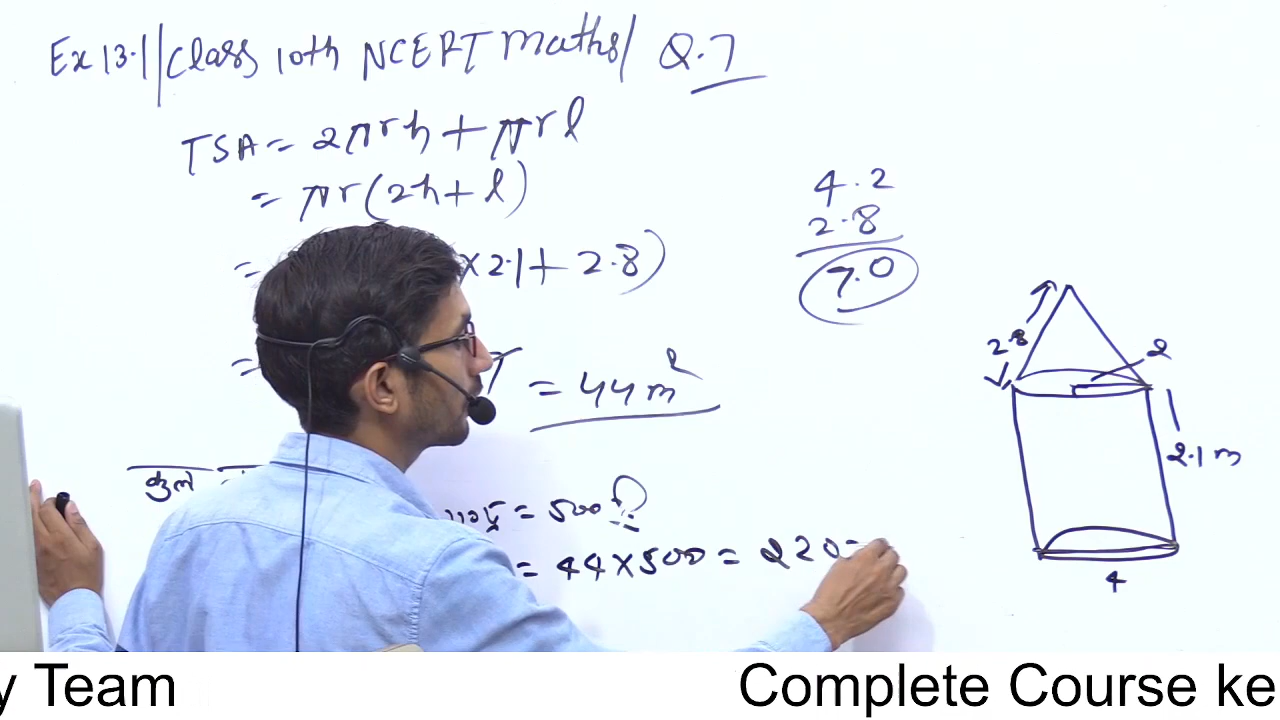 Ex 13.1 || Class 10th NCERT Maths / Q.7
TSA = 2πrh + πrl
= πr(2h + l)
= ×2.1 + 2.8)
= = 44 m²
4.2
2.8
7.0
कुल
= 500 ?
= 44×500 = 220
2.8
2
2.1 m
4
y Team
Complete Course ke